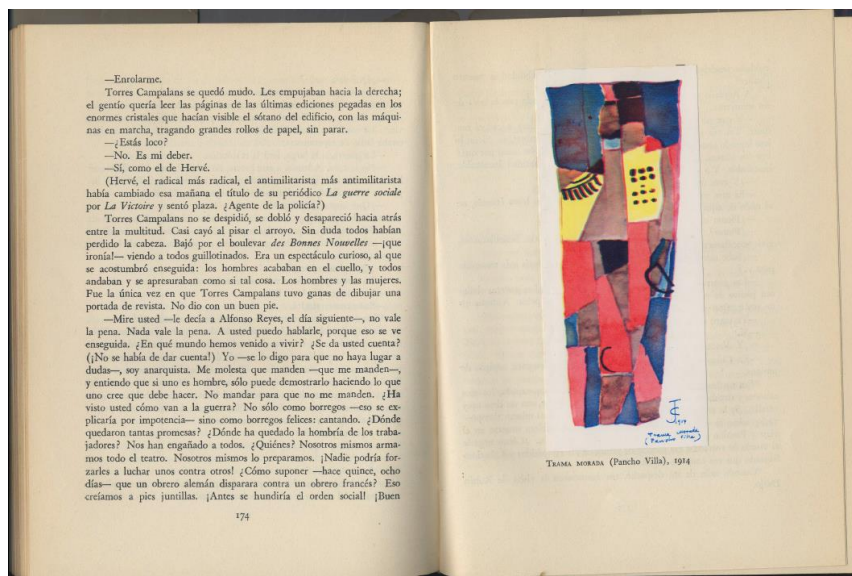 —Enrolarme.
Torres Campalans se quedó mudo. Les empujaban hacia la derecha;
el gentío quería leer las páginas de las últimas ediciones pegadas en los
enormes cristales que hacían visible el sótano del edificio, con las máqui-
nas en marcha, tragando grandes rollos de papel, sin parar.
—¿Estás loco?
—No. Es mi deber.
—Sí, como el de Hervé.
(Hervé, el radical más radical, el antimilitarista más antimilitarista
había cambiado esa mañana el título de su periódico La guerre sociale
por La Victoire y sentó plaza. ¿Agente de la policía?)
Torres Campalans no se despidió, se dobló y desapareció hacia atrás
entre la multitud. Casi cayó al pisar el arroyo. Sin duda todos habían
perdido la cabeza. Bajó por el boulevar des Bonnes Nouvelles —¡que
ironía!— viendo a todos guillotinados. Era un espectáculo curioso, al que
se acostumbró enseguida: los hombres acababan en el cuello, y todos
andaban y se apresuraban como si tal cosa. Los hombres y las mujeres.
Fue la única vez en que Torres Campalans tuvo ganas de dibujar una
portada de revista. No dio con un buen pie.
—Mire usted —le decía a Alfonso Reyes, el día siguiente—, no vale
la pena. Nada vale la pena. A usted puedo hablarle, porque eso se ve
enseguida. ¿En qué mundo hemos venido a vivir? ¿Se da usted cuenta?
(¡No se había de dar cuenta!) Yo —se lo digo para que no haya lugar a
dudas—, soy anarquista. Me molesta que manden —que me manden—,
y entiendo que si uno es hombre, sólo puede demostrarlo haciendo lo que
uno cree que debe hacer. No mandar para que no me manden. ¿Ha
visto usted cómo van a la guerra? No sólo como borregos —eso se ex-
plicaría por impotencia— sino como borregos felices: cantando. ¿Dónde
quedaron tantas promesas? ¿Dónde ha quedado la hombría de los traba-
jadores? Nos han engañado a todos. ¿Quiénes? Nosotros mismos arma-
mos todo el teatro. Nosotros mismos lo preparamos. ¡Nadie podría for-
zarles a luchar unos contra otros! ¿Cómo suponer —hace quince, ocho
días— que un obrero alemán disparara contra un obrero francés? Eso
creíamos a pies juntillas. ¡Antes se hundiría el orden social! ¡Buen
174
TC
1914
Trama morada
(Pancho Villa)
TRAMA MORADA (Pancho Villa), 1914